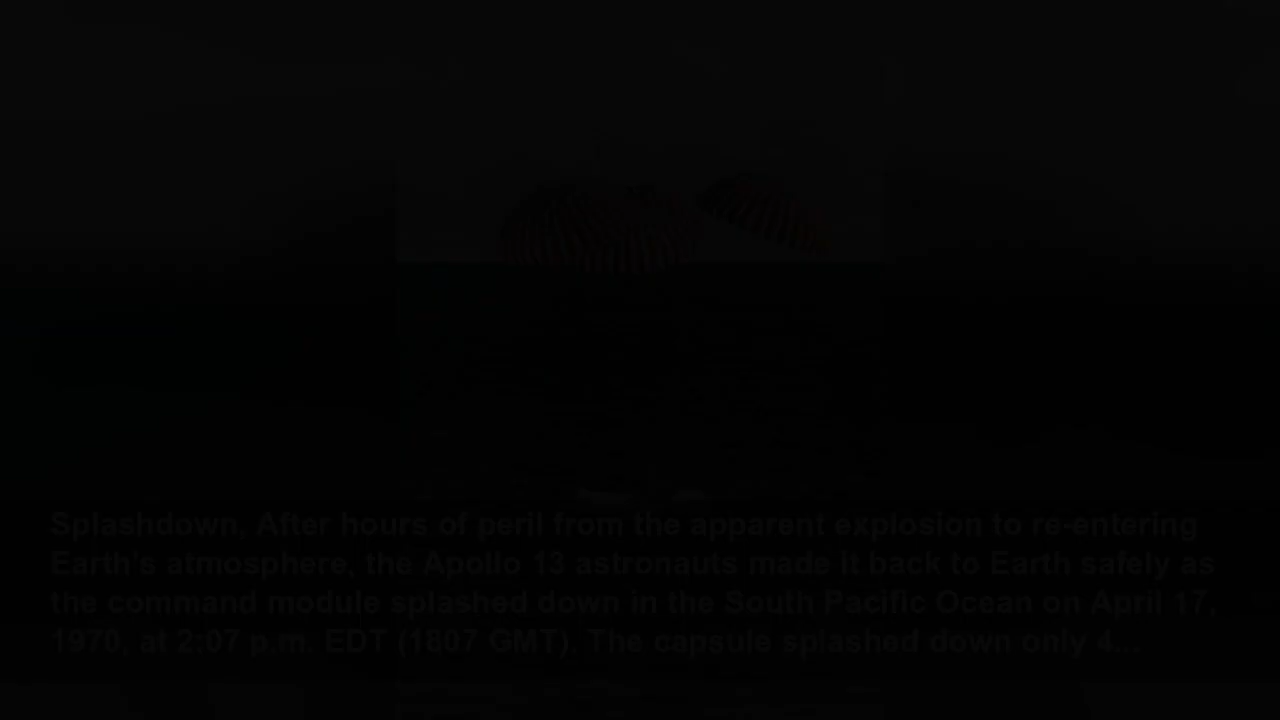 Splashdown, After hours of peril from the apparent explosion to re-entering
Earth's atmosphere, the Apollo 13 astronauts made it back to Earth safely as
the command module splashed down in the South Pacific Ocean on April 17,
1970, at 2:07 p.m. EDT (1807 GMT). The capsule splashed down only 4...